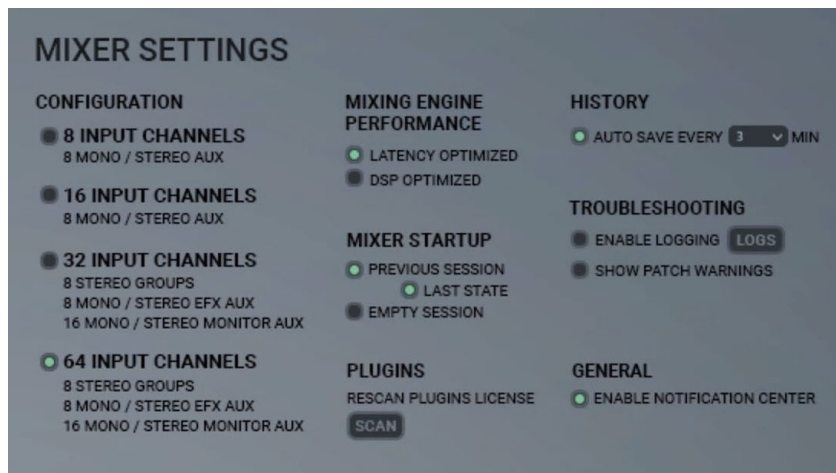 MIXER SETTINGS
CONFIGURATION
8 INPUT CHANNELS
8 MONO / STEREO AUX
16 INPUT CHANNELS
8 MONO / STEREO AUX
32 INPUT CHANNELS
8 STEREO GROUPS
8 MONO / STEREO EFX AUX
16 MONO / STEREO MONITOR AUX
64 INPUT CHANNELS
8 STEREO GROUPS
8 MONO / STEREO EFX AUX
16 MONO / STEREO MONITOR AUX
MIXING ENGINE
PERFORMANCE
LATENCY OPTIMIZED
DSP OPTIMIZED
MIXER STARTUP
PREVIOUS SESSION
LAST STATE
EMPTY SESSION
PLUGINS
RESCAN PLUGINS LICENSE
SCAN
HISTORY
AUTO SAVE EVERY 3 MIN
TROUBLESHOOTING
ENABLE LOGGING LOGS
SHOW PATCH WARNINGS
GENERAL
ENABLE NOTIFICATION CENTER